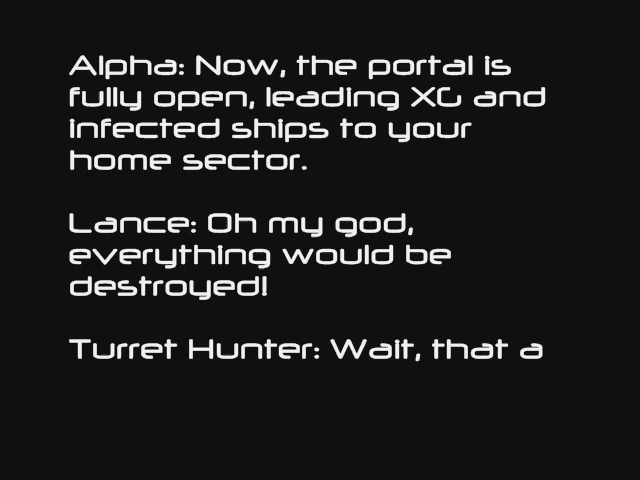 Alpha: Now, the portal is
fully open, leading XG and
infected ships to your
home sector.
Lance: Oh my god,
everything would be
destroyed!
Turret Hunter: Wait, that a